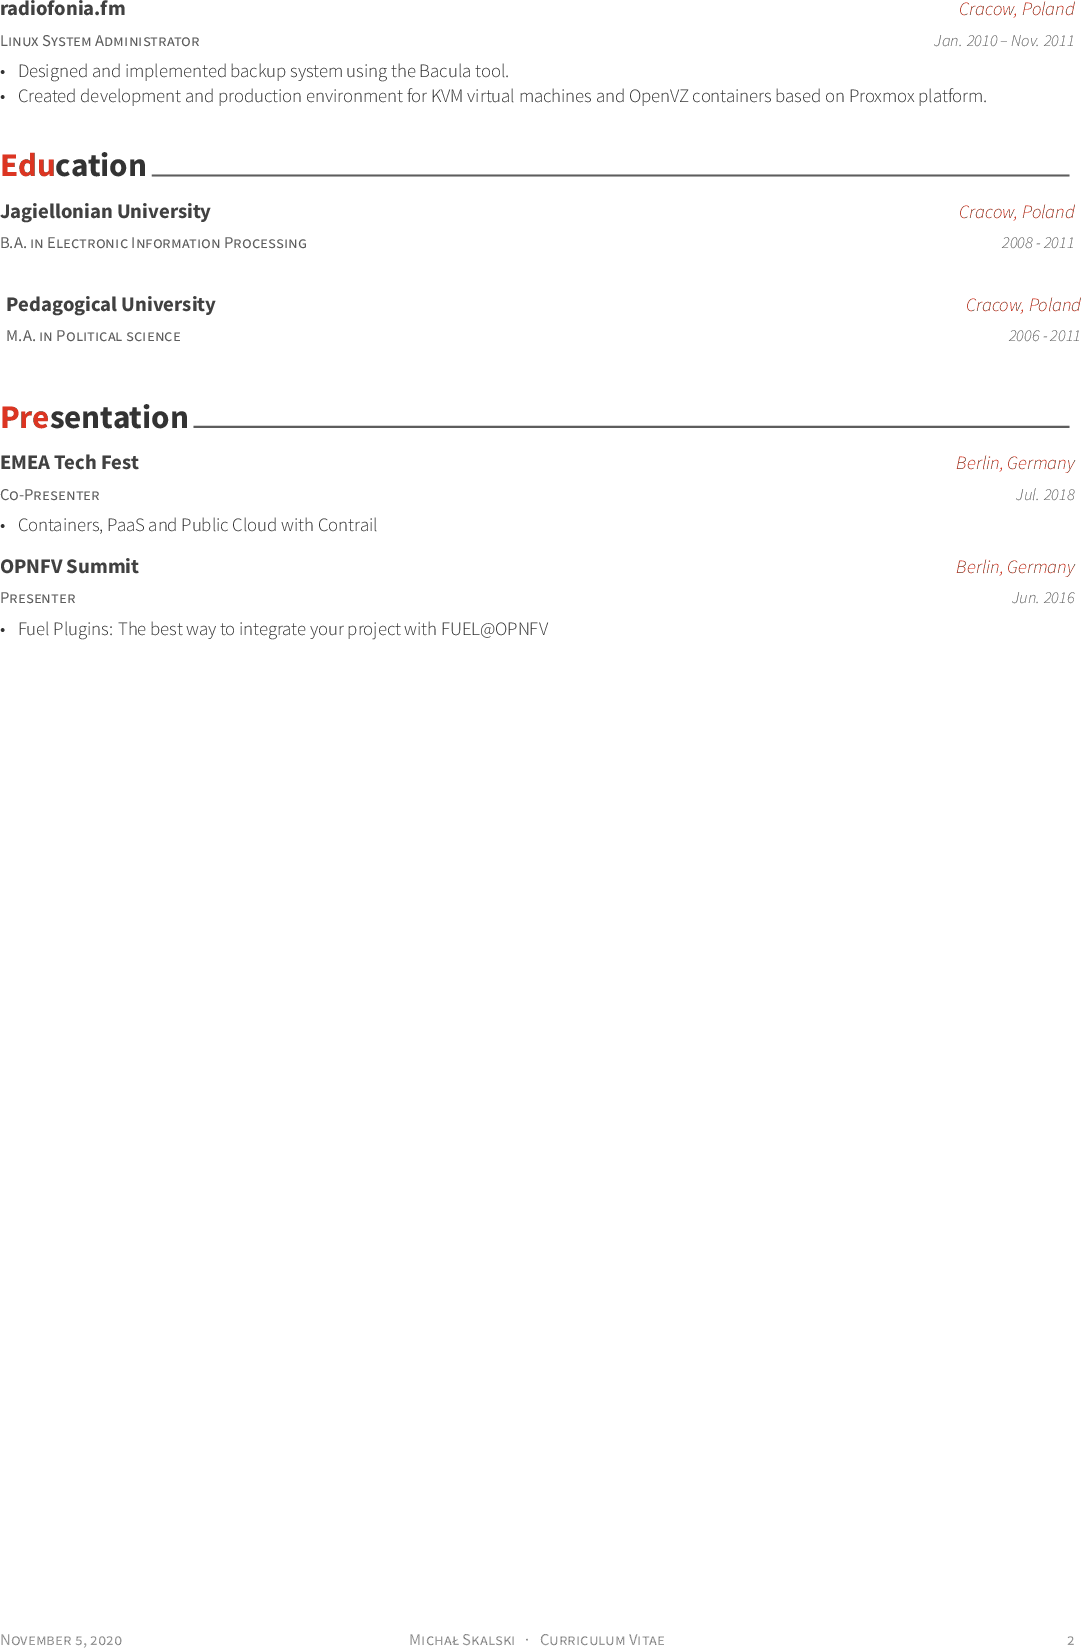 radiofonia.fm Cracow, Poland
Linux System Administrator Jan. 2010 – Nov. 2011
• Designed and implemented backup system using the Bacula tool.
• Created development and production environment for KVM virtual machines and OpenVZ containers based on Proxmox platform.
Education
Jagiellonian University Cracow, Poland
B.A. in Electronic Information Processing 2008 - 2011
Pedagogical University Cracow, Poland
M.A. in Political science 2006 - 2011
Presentation
EMEA Tech Fest Berlin, Germany
Co-Presenter Jul. 2018
• Containers, PaaS and Public Cloud with Contrail
OPNFV Summit Berlin, Germany
Presenter Jun. 2016
• Fuel Plugins: The best way to integrate your project with FUEL@OPNFV
November 5, 2020 Michał Skalski · Curriculum Vitae 2